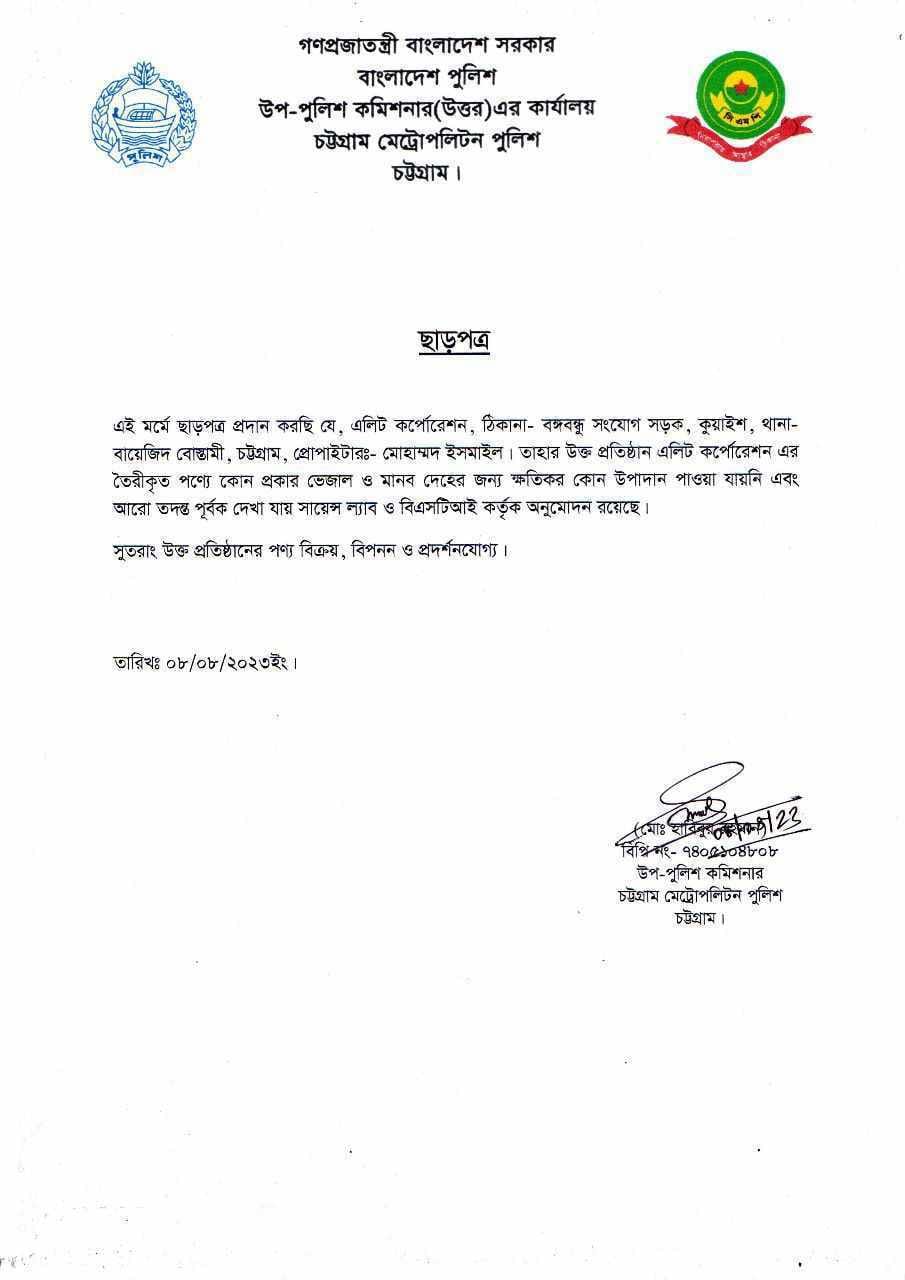 গণপ্রজাতন্ত্রী বাংলাদেশ সরকার
বাংলাদেশ পুলিশ
উপ-পুলিশ কমিশনার(উত্তর)এর কার্যালয়
চট্টগ্রাম মেট্রোপলিটন পুলিশ
চট্টগ্রাম।
পুলিশ
সি এম পি
ছাড়পত্র
এই মর্মে ছাড়পত্র প্রদান করছি যে, এলিট কর্পোরেশন, ঠিকানা- বঙ্গবন্ধু সংযোগ সড়ক, কুয়াইশ, থানা-
বায়েজিদ বোস্তামী, চট্টগ্রাম, প্রোপাইটারঃ- মোহাম্মদ ইসমাইল। তাহার উক্ত প্রতিষ্ঠান এলিট কর্পোরেশন এর
তৈরীকৃত পণ্যে কোন প্রকার ভেজাল ও মানব দেহের জন্য ক্ষতিকর কোন উপাদান পাওয়া যায়নি এবং
আরো তদন্ত পূর্বক দেখা যায় সায়েন্স ল্যাব ও বিএসটিআই কর্তৃক অনুমোদন রয়েছে।
সুতরাং উক্ত প্রতিষ্ঠানের পণ্য বিক্রয়, বিপনন ও প্রদর্শনযোগ্য।
তারিখঃ ০৮/০৮/২০২৩ইং।
(মোঃ
বিপি নং- ৭৪০৫১০৪৮০৮
উপ-পুলিশ কমিশনার
চট্টগ্রাম মেট্রোপলিটন পুলিশ
চট্টগ্রাম।